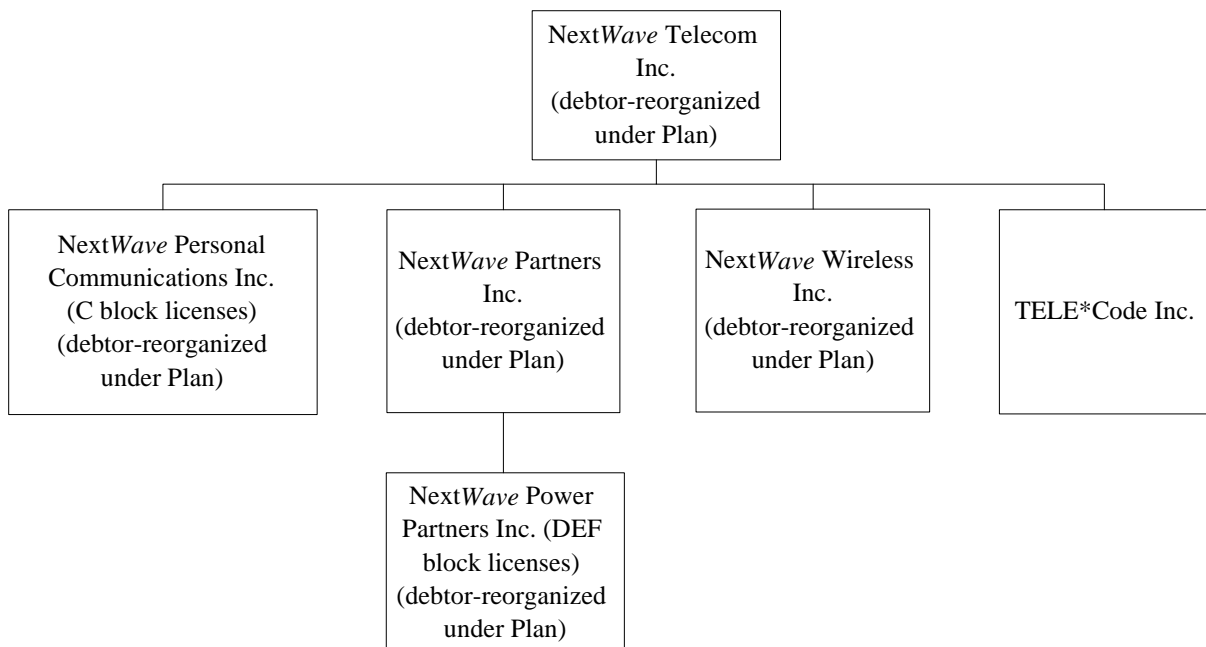 NextWave Telecom
Inc.
(debtor-reorganized
under Plan)
NextWave Personal
Communications Inc.
(C block licenses)
(debtor-reorganized
under Plan)
NextWave Partners
Inc.
(debtor-reorganized
under Plan)
NextWave Wireless
Inc.
(debtor-reorganized
under Plan)
TELE*Code Inc.
NextWave Power
Partners Inc. (DEF
block licenses)
(debtor-reorganized
under Plan)